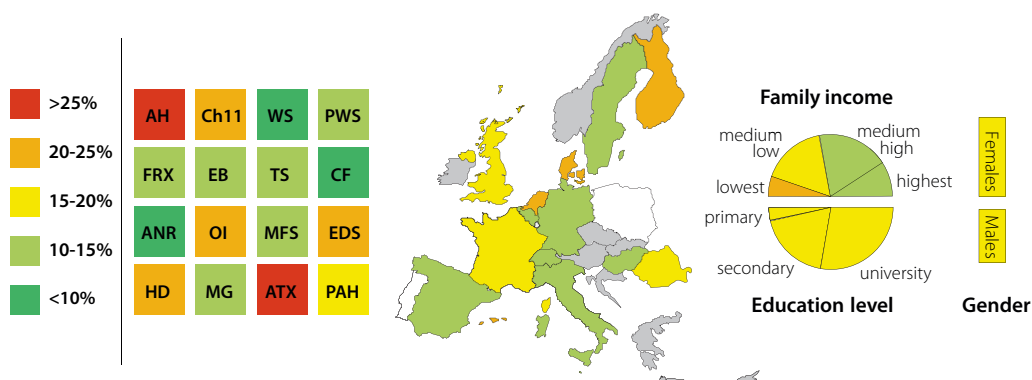 >25%
20-25%
15-20%
10-15%
<10%
AH Ch11 WS PWS
FRX EB TS CF
ANR OI MFS EDS
HD MG ATX PAH
Family income
medium
low
medium
high
lowest
highest
primary
secondary
university
Education level
Females
Males
Gender